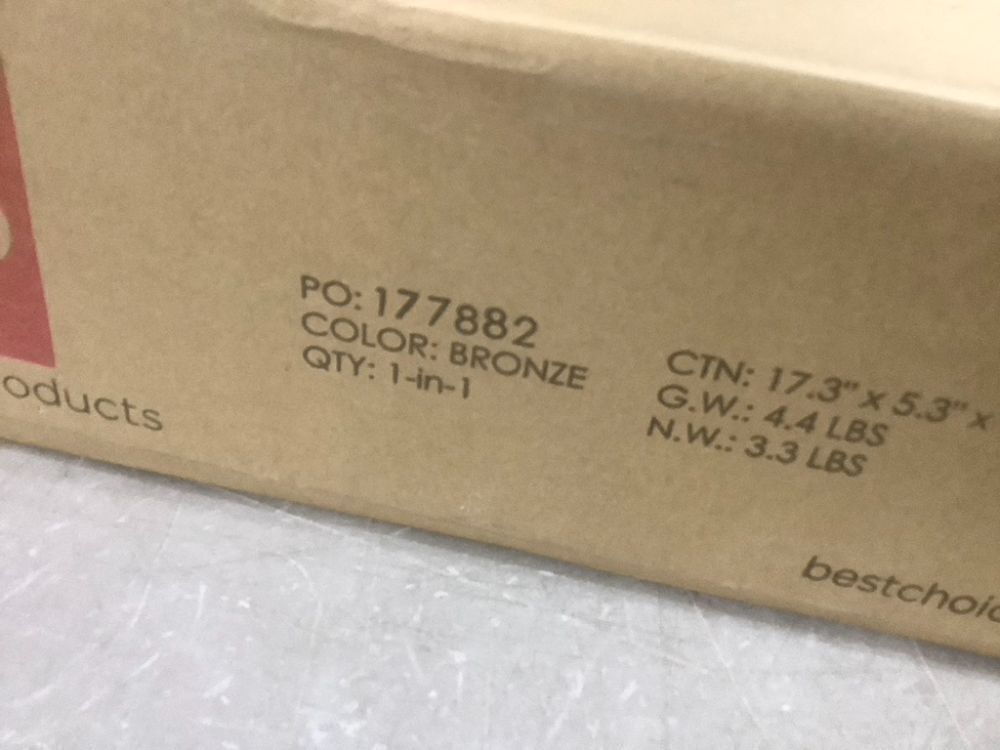 PO: 177882
COLOR: BRONZE
QTY: 1-in-1
CTN: 17.3" x 5.3" x
G.W.: 4.4 LBS
N.W.: 3.3 LBS
oducts
bestchoic